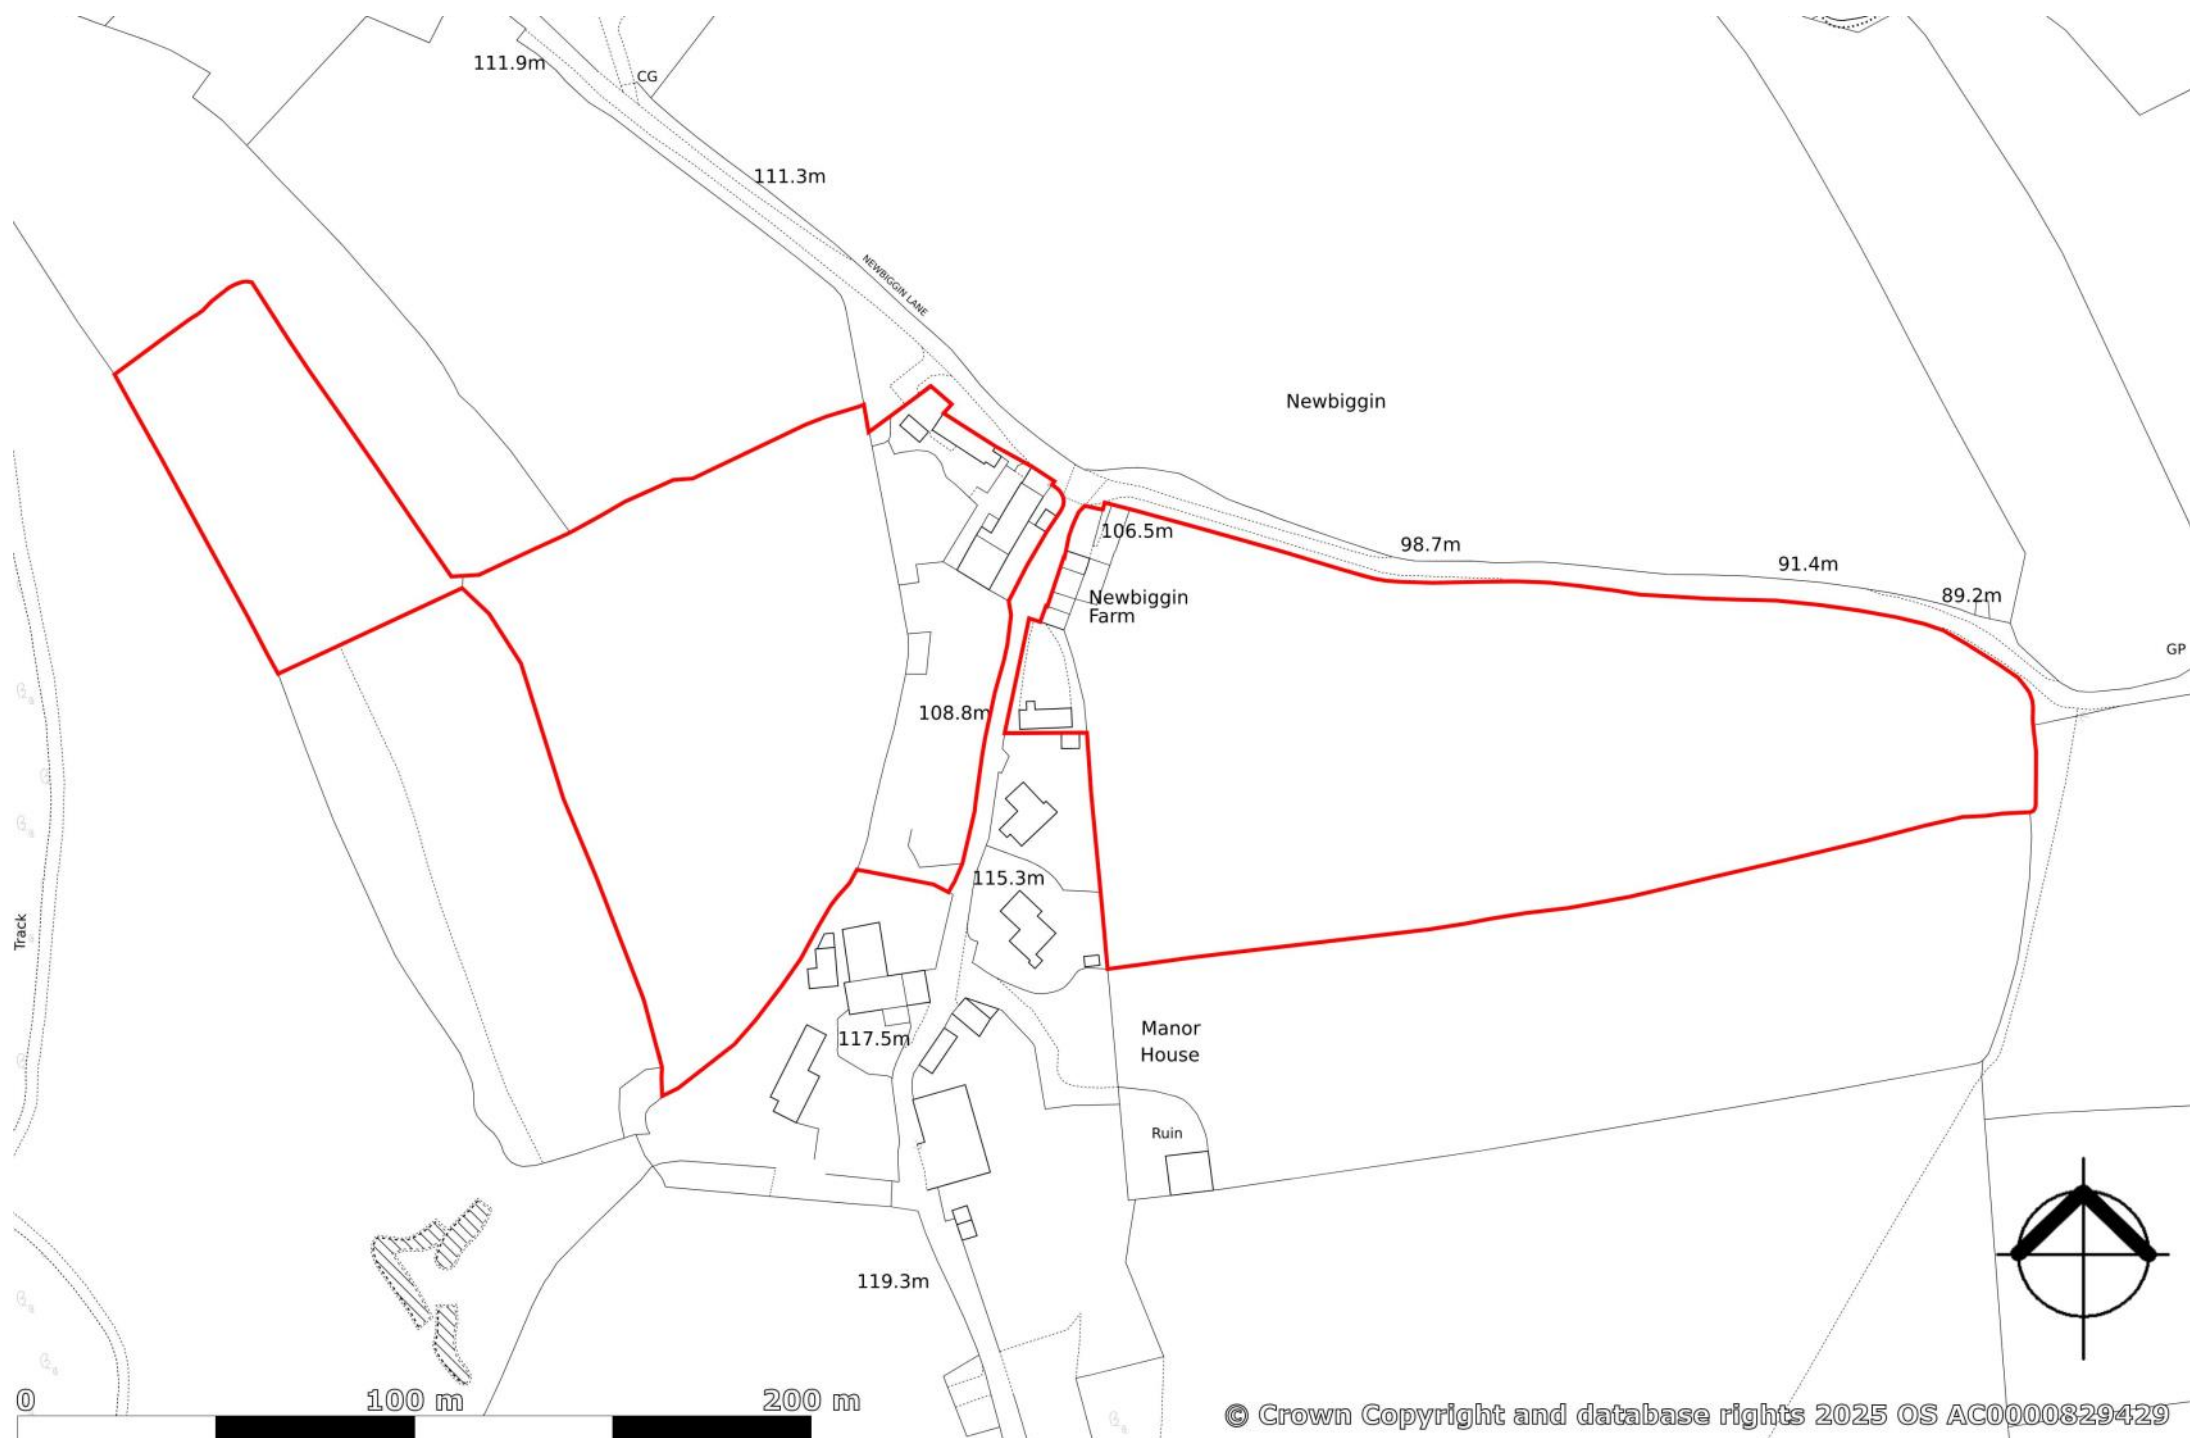 111.9m
CG
111.3m
NEWBIGGIN LANE
Newbiggin
106.5m
98.7m
91.4m
89.2m
Newbiggin
Farm
GP
108.8m
115.3m
Track
117.5m
Manor
House
Ruin
119.3m
0
100 m
200 m
© Crown Copyright and database rights 2025 OS AC0000829429